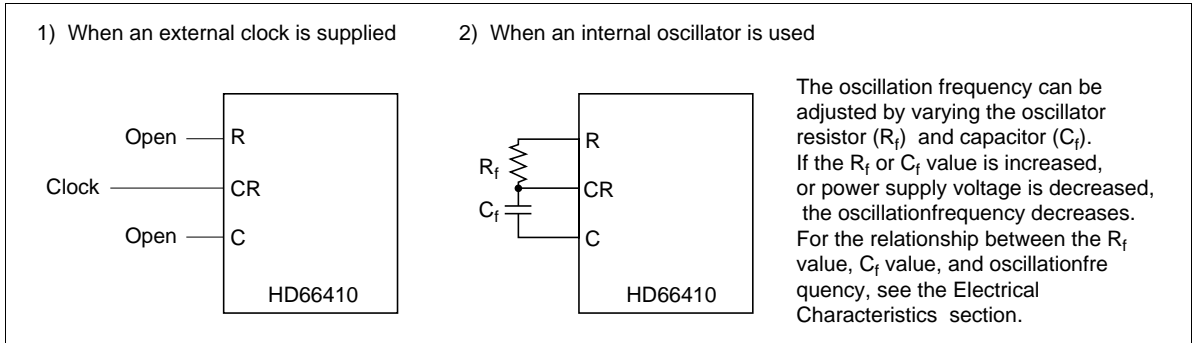 1) When an external clock is supplied
2) When an internal oscillator is used
Open
R
Clock
CR
Open
C
HD66410
R
Rf
CR
Cf
C
HD66410
The oscillation frequency can be
adjusted by varying the oscillator
resistor (Rf) and capacitor (Cf).
If the Rf or Cf value is increased,
or power supply voltage is decreased,
the oscillationfrequency decreases.
For the relationship between the Rf
value, Cf value, and oscillationfre
quency, see the Electrical
Characteristics section.